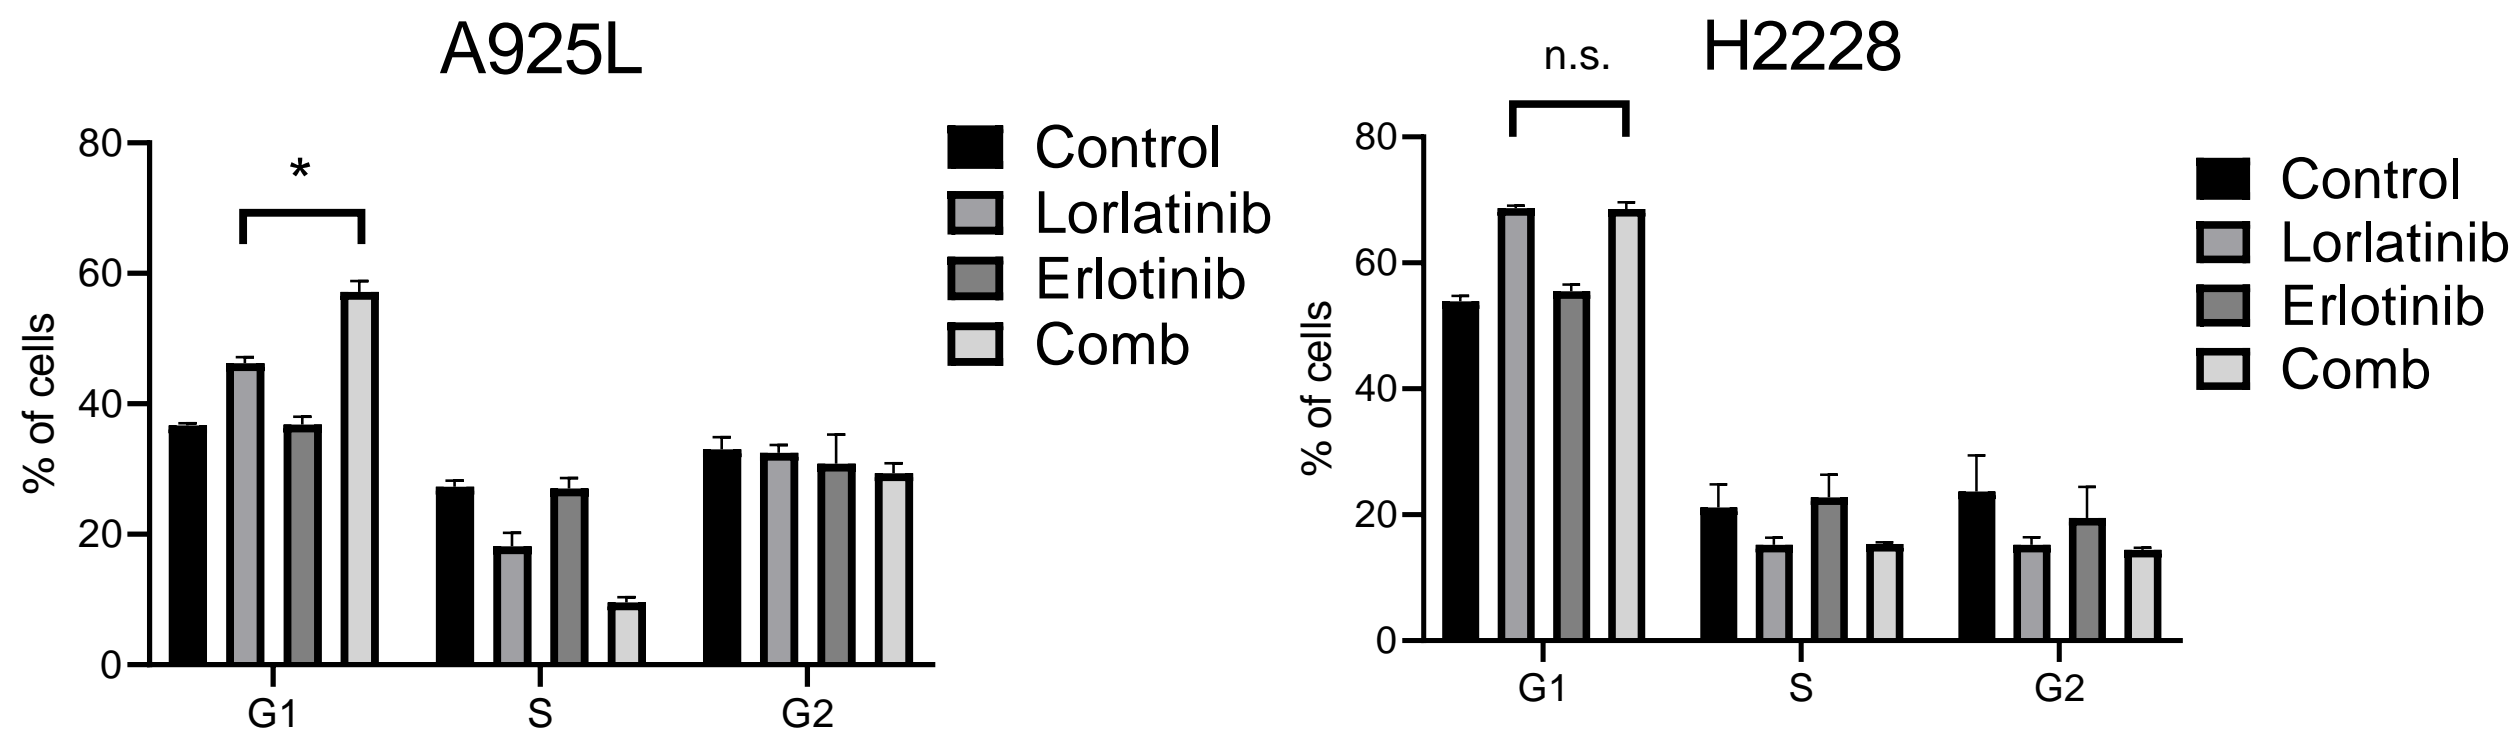 A925L
% of cells
80
60
40
20
0
*
G1
S
G2
Control
Lorlatinib
Erlotinib
Comb
H2228
n.s.
% of cells
80
60
40
20
0
G1
S
G2
Control
Lorlatinib
Erlotinib
Comb